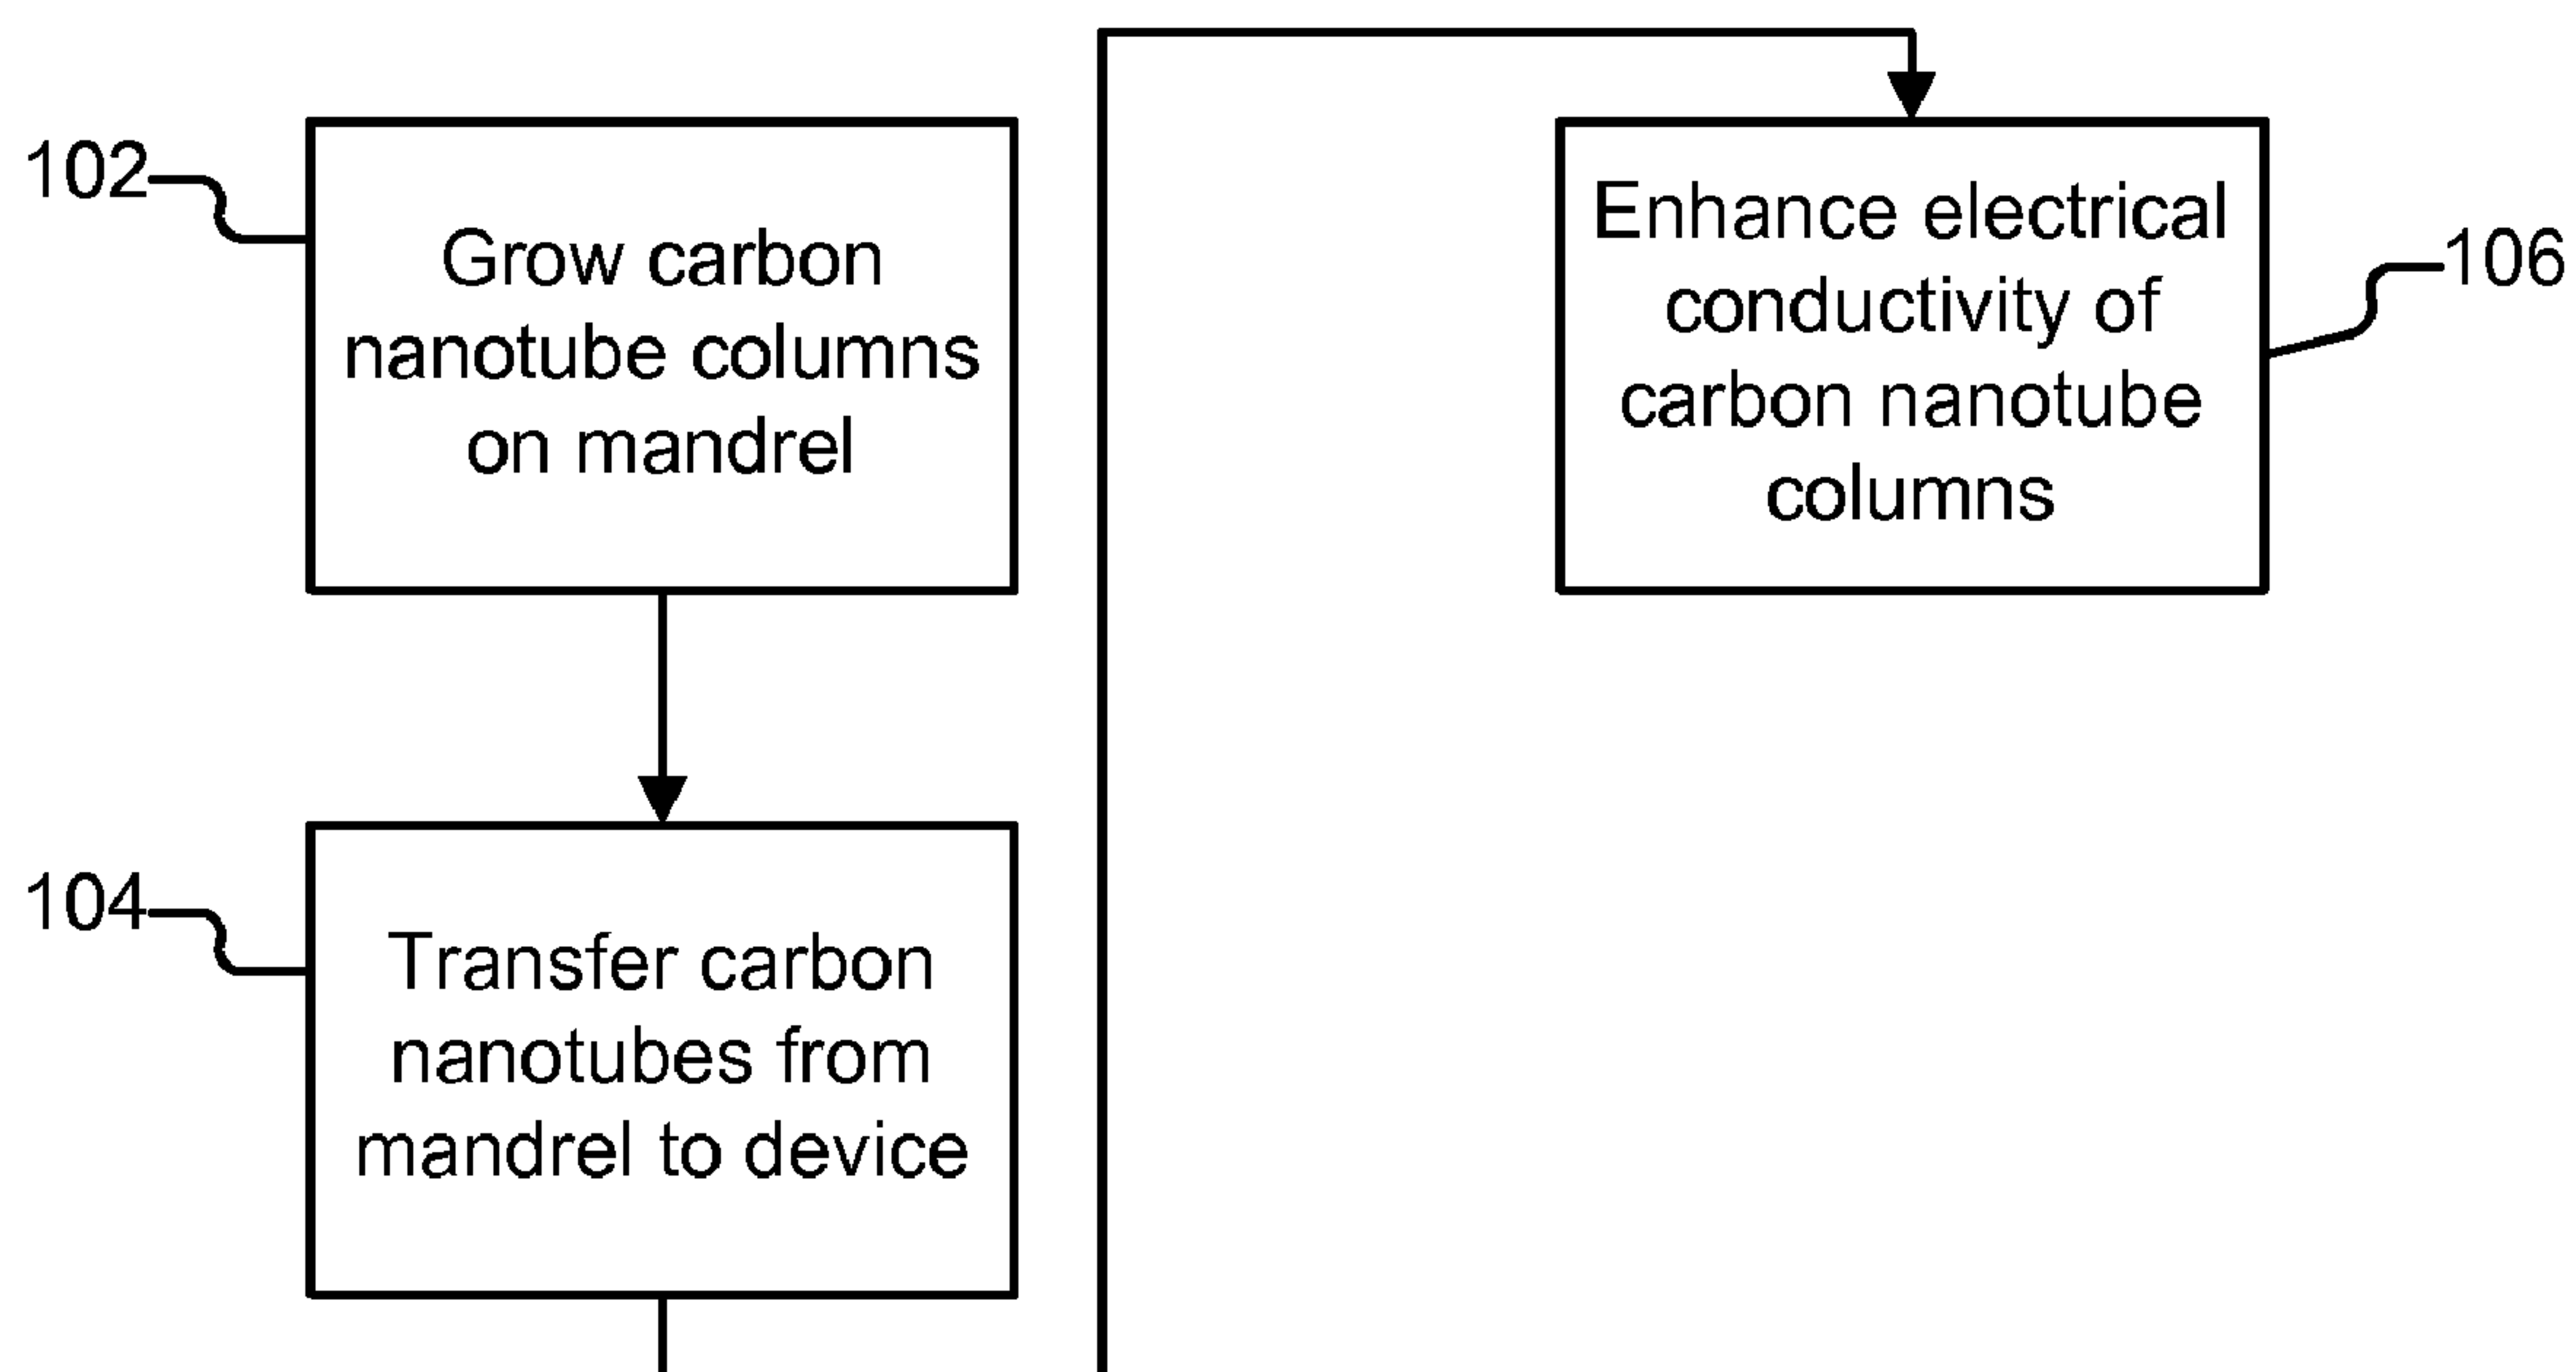 102
Grow carbon
nanotube columns
on mandrel
104
Transfer carbon
nanotubes from
mandrel to device
Enhance electrical
conductivity of
carbon nanotube
columns
106